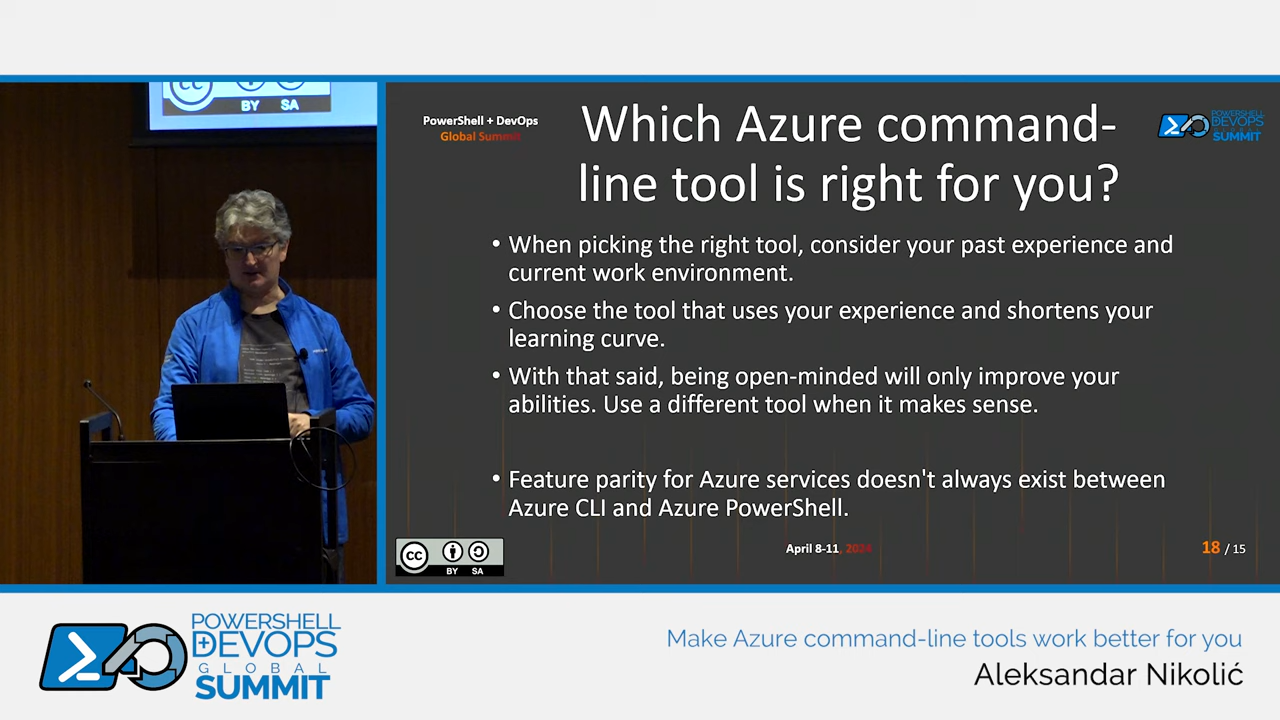 BY SA
PowerShell + DevOps
Global Summit
Which Azure command-
line tool is right for you?
POWERSHELL
DEVOPS
SUMMIT
• When picking the right tool, consider your past experience and
current work environment.
• Choose the tool that uses your experience and shortens your
learning curve.
• With that said, being open-minded will only improve your
abilities. Use a different tool when it makes sense.
• Feature parity for Azure services doesn't always exist between
Azure CLI and Azure PowerShell.
cc
BY SA
April 8-11, 2024
18 / 15
POWERSHELL
+
DEVOPS
GLOBAL
SUMMIT
Make Azure command-line tools work better for you
Aleksandar Nikolić